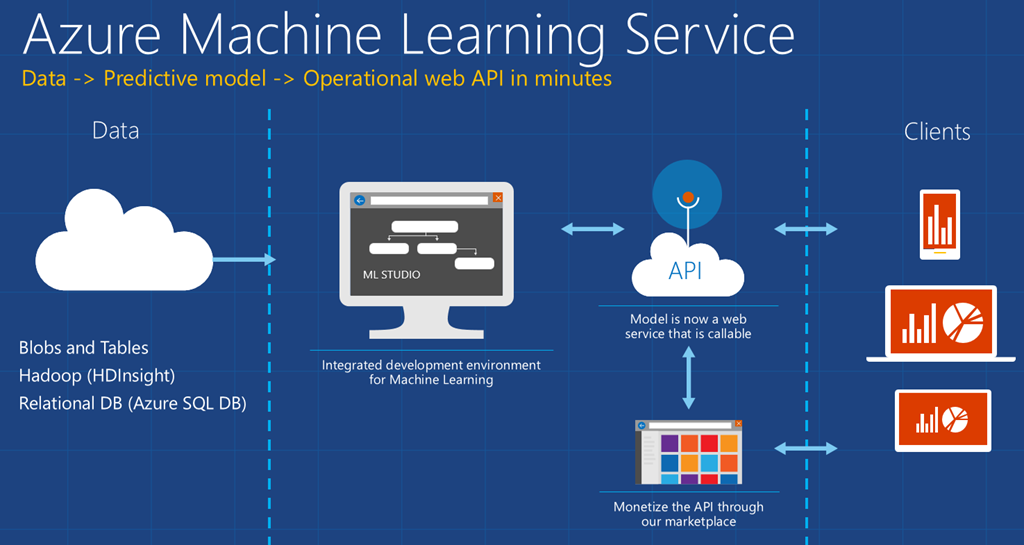 Azure Machine Learning Service
Data -> Predictive model -> Operational web API in minutes
Data
Clients
ML STUDIO
API
Model is now a web
service that is callable
Blobs and Tables
Hadoop (HDInsight)
Relational DB (Azure SQL DB)
Integrated development environment
for Machine Learning
Monetize the API through
our marketplace